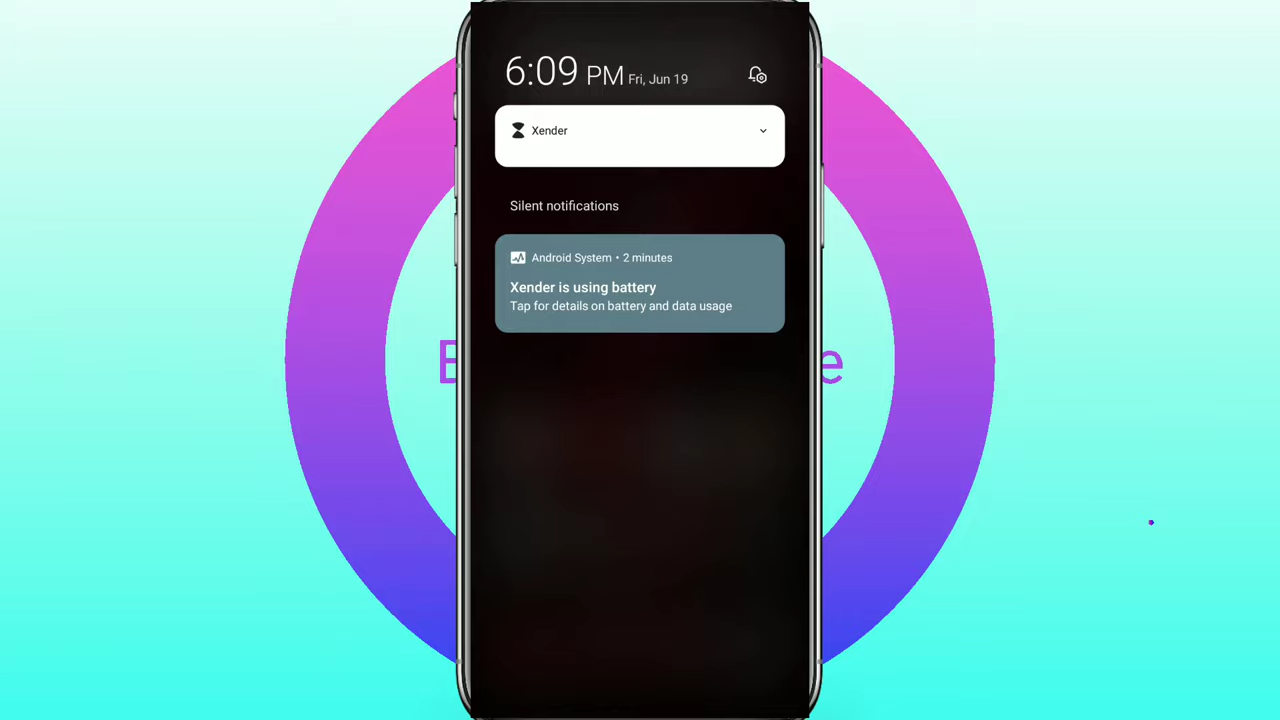 6:09 PM Fri, Jun 19
Xender
Silent notifications
Android System • 2 minutes
Xender is using battery
Tap for details on battery and data usage